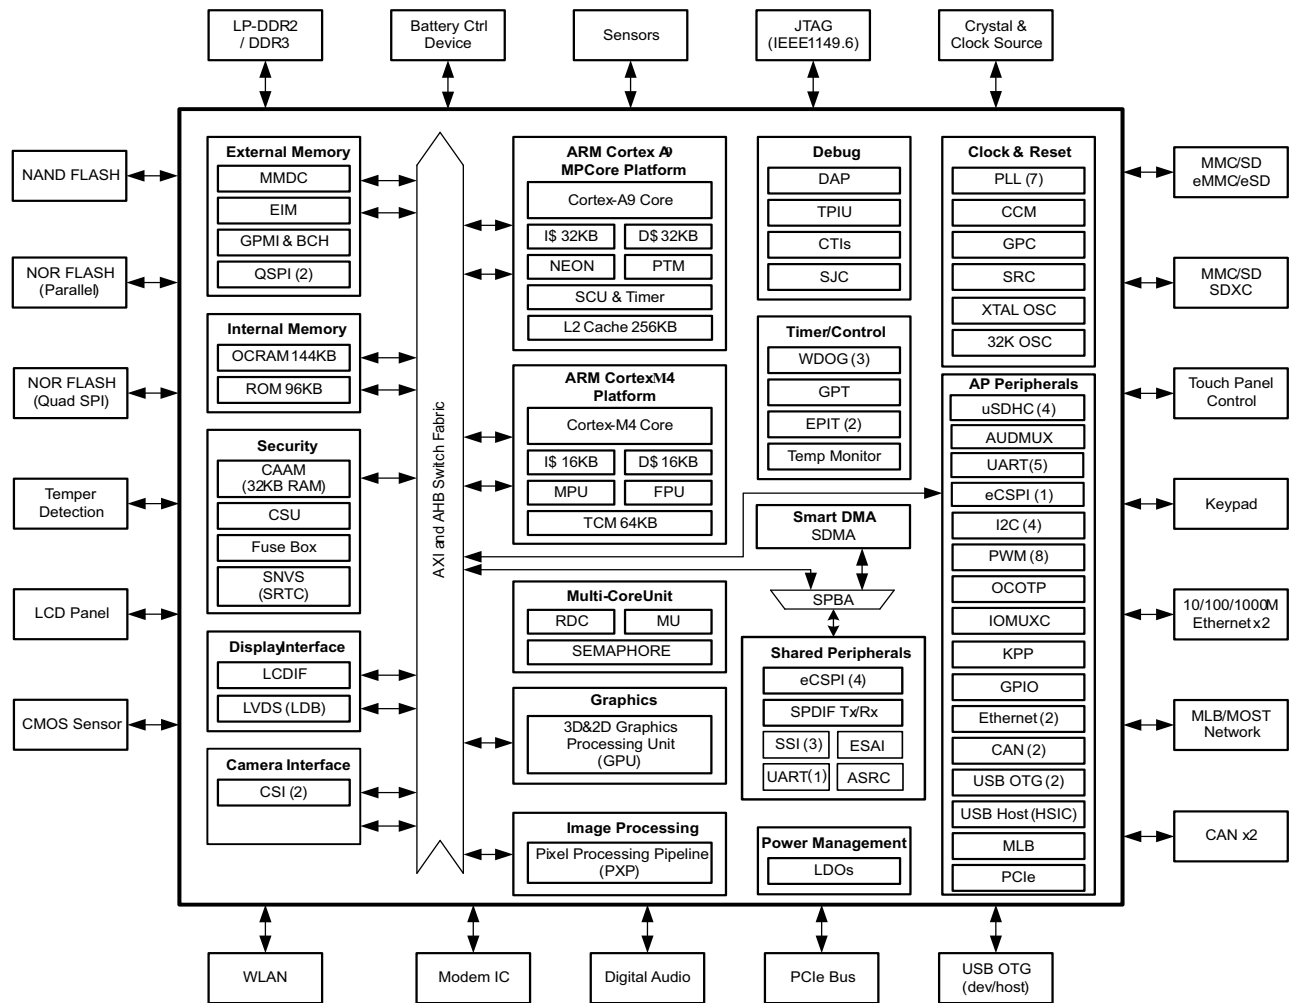 LP-DDR2
/ DDR3
Battery Ctrl
Device
Sensors
JTAG
(IEEE1149.6)
Crystal &
Clock Source
NAND FLASH
NOR FLASH
(Parallel)
NOR FLASH
(Quad SPI)
Temper
Detection
LCD Panel
CMOS Sensor
External Memory
MMDC
EIM
GPMI & BCH
QSPI (2)
Internal Memory
OCRAM 144KB
ROM 96KB
Security
CAAM
(32KB RAM)
CSU
Fuse Box
SNVS
(SRTC)
DisplayInterface
LCDIF
LVDS (LDB)
Camera Interface
CSI (2)
AXI and AHB Switch Fabric
ARM Cortex A9
MPCore Platform
Cortex-A9 Core
I$ 32KB
D$ 32KB
NEON
PTM
SCU & Timer
L2 Cache 256KB
ARM CortexM4
Platform
Cortex-M4 Core
I$ 16KB
D$ 16KB
MPU
FPU
TCM 64KB
Multi-CoreUnit
RDC
MU
SEMAPHORE
Graphics
3D&2D Graphics
Processing Unit
(GPU)
Image Processing
Pixel Processing Pipeline
(PXP)
Debug
DAP
TPIU
CTIs
SJC
Timer/Control
WDOG (3)
GPT
EPIT (2)
Temp Monitor
Smart DMA
SDMA
SPBA
Shared Peripherals
eCSPI (4)
SPDIF Tx/Rx
SSI (3)
ESAI
UART(1)
ASRC
Power Management
LDOs
Clock & Reset
PLL (7)
CCM
GPC
SRC
XTAL OSC
32K OSC
AP Peripherals
uSDHC (4)
AUDMUX
UART(5)
eCSPI (1)
I2C (4)
PWM (8)
OCOTP
IOMUXC
KPP
GPIO
Ethernet (2)
CAN (2)
USB OTG (2)
USB Host (HSIC)
MLB
PCIe
MMC/SD
eMMC/eSD
MMC/SD
SDXC
Touch Panel
Control
Keypad
10/100/1000M
Ethernet x2
MLB/MOST
Network
CAN x2
WLAN
Modem IC
Digital Audio
PCIe Bus
USB OTG
(dev/host)